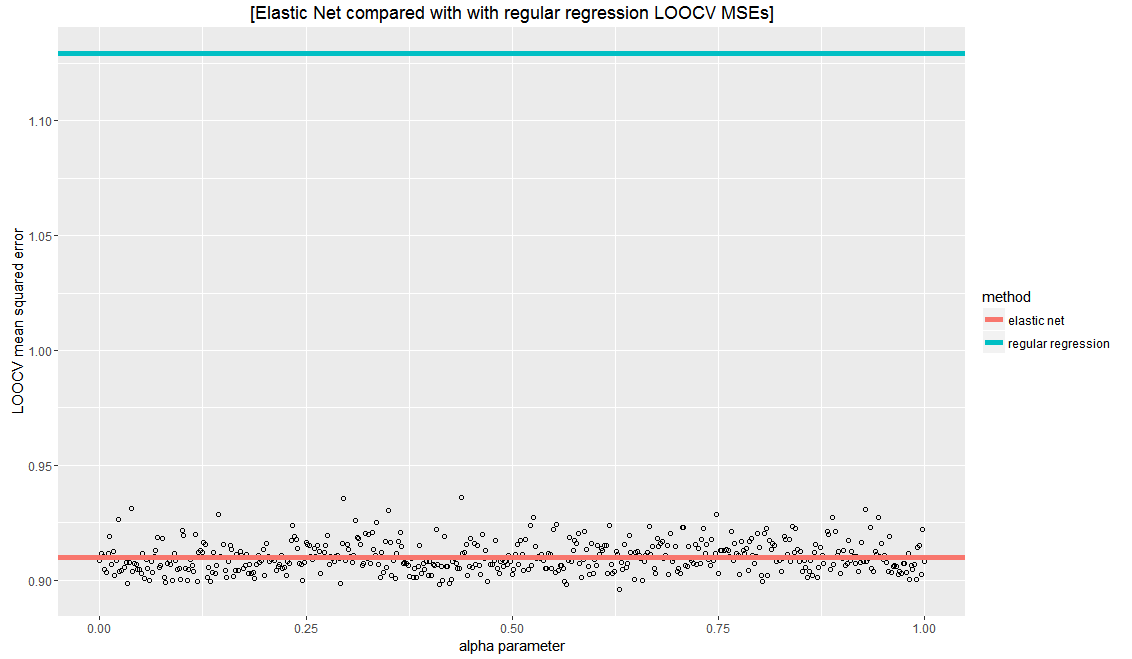 [Elastic Net compared with with regular regression LOOCV MSEs]
LOOCV mean squared error
1.10
1.05
1.00
0.95
0.90
0.00 0.25 0.50 0.75 1.00
alpha parameter
method
elastic net
regular regression